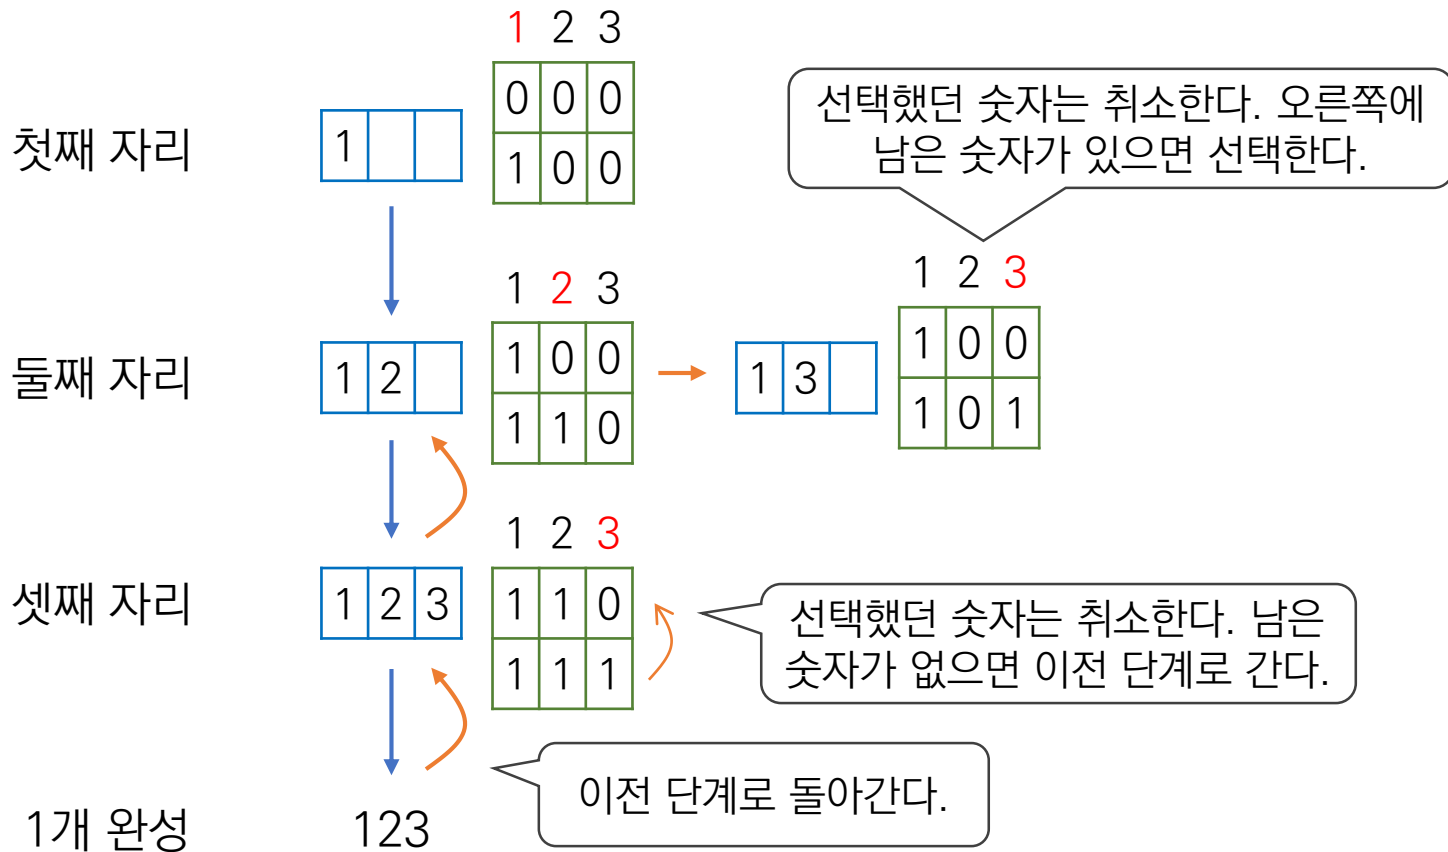 1 2 3
0 0 0
첫째 자리
1
1 0 0
선택했던 숫자는 취소한다. 오른쪽에
남은 숫자가 있으면 선택한다.
1 2 3
둘째 자리
1 2
1 0 0
1 1 0
1 3
1 2 3
1 0 0
1 0 1
1 2 3
셋째 자리
1 2 3
1 1 0
1 1 1
선택했던 숫자는 취소한다. 남은
숫자가 없으면 이전 단계로 간다.
이전 단계로 돌아간다.
1개 완성
123